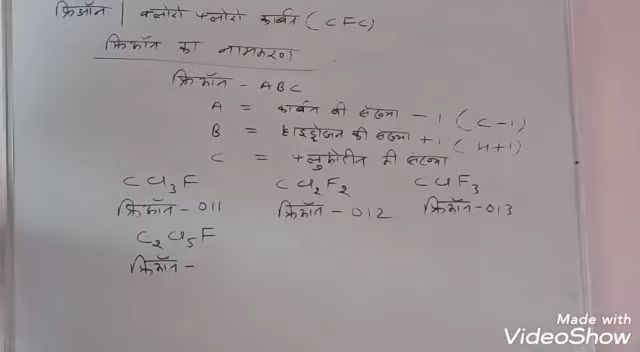 फ्रिऑन | क्लोरो फ्लोरो कार्बन (CFC)
फ्रिऑन का नामकरण
फ्रिऑन - ABC
A = कार्बन की संख्या - 1 (C-1)
B = हाइड्रोजन की संख्या + 1 (H+1)
C = फ्लुओरीन की संख्या
CCl₃F CCl₂F₂ CClF₃
फ्रिऑन - 011 फ्रिऑन - 012 फ्रिऑन - 013
C₂Cl₅F
फ्रिऑन -
Made with
VideoShow